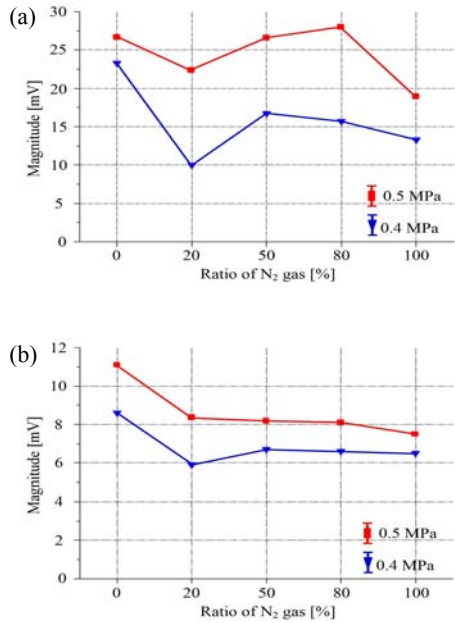 (a)
30
25
20
15
10
5
0
Magnitude [mV]
0.5 MPa
0.4 MPa
0 20 50 80 100
Ratio of N₂ gas [%]
(b)
12
10
8
6
4
2
0
Magnitude [mV]
0.5 MPa
0.4 MPa
0 20 50 80 100
Ratio of N₂ gas [%]